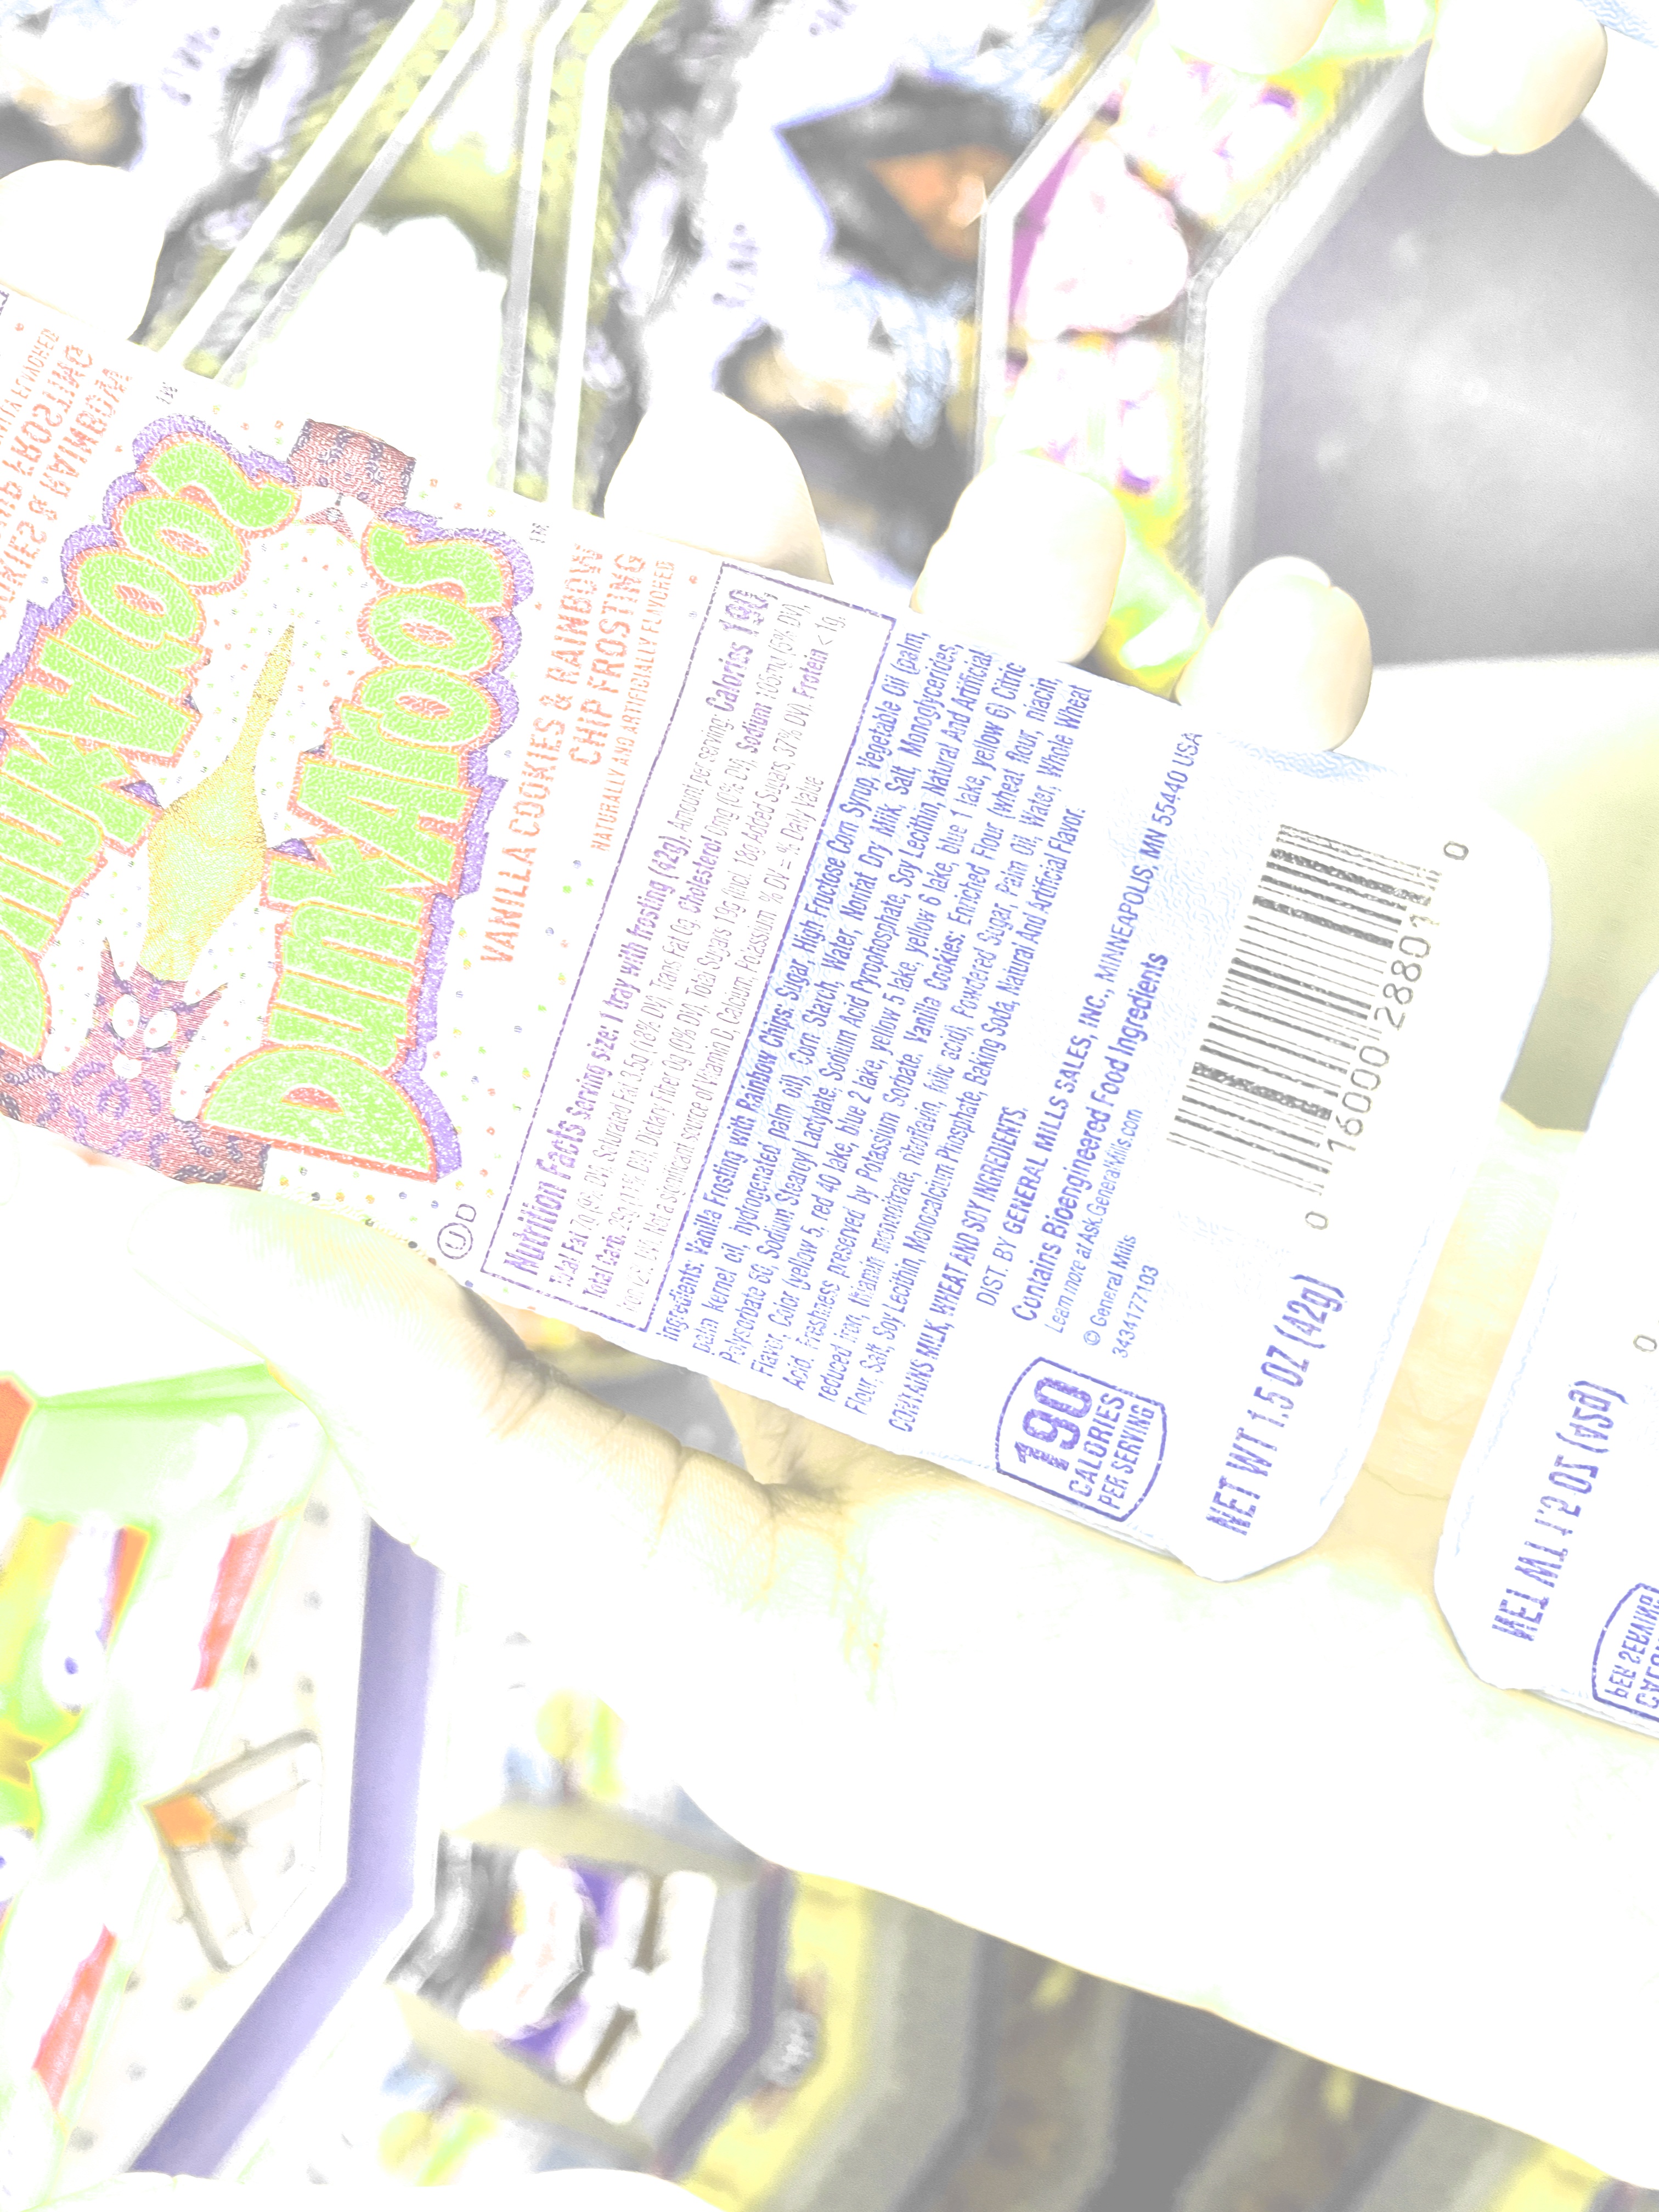 DunkAroos
TM
VANILLA COOKIES & RAINBOW
CHIP FROSTING
NATURALLY AND ARTIFICIALLY FLAVORED
U D
Nutrition Facts Serving size: 1 tray with frosting (42g), Amount per serving: Calories 190,
Total Fat 7g (9% DV), Saturated Fat 3.5g (18% DV), Trans Fat 0g, Cholesterol 0mg (0% DV), Sodium (5% DV),
Total Carb. 29g (11% DV), Dietary Fiber 0g (0% DV), Total Sugars 19g (Incl. 18g Added Sugars, 37% DV), Protein < 1g,
Not a significant source of Vitamin D, Calcium, Potassium. % DV = % Daily Value
Ingredients: Vanilla Frosting with Rainbow Chips: Sugar, High Fructose Corn Syrup, Vegetable Oil (palm,
palm kernel oil, hydrogenated palm oil), Corn Starch, Water, Nonfat Dry Milk, Salt, Monoglycerides,
Polysorbate 60, Sodium Stearoyl Lactylate, Sodium Acid Pyrophosphate, Soy Lecithin, Natural And Artificial
Flavor, Color (yellow 5, red 40 lake, blue 2 lake, yellow 5 lake, yellow 6 lake, blue 1 lake, yellow 6) Citric
Acid. Freshness preserved by Potassium Sorbate. Vanilla Cookies: Enriched Flour (wheat flour, niacin,
reduced iron, thiamin mononitrate, riboflavin, folic acid), Powdered Sugar, Palm Oil, Water, Whole Wheat
Flour, Salt, Soy Lecithin, Monocalcium Phosphate, Baking Soda, Natural And Artificial Flavor.
CONTAINS MILK, WHEAT AND SOY INGREDIENTS.
DIST. BY GENERAL MILLS SALES, INC., MINNEAPOLIS, MN 55440 USA
Contains Bioengineered Food Ingredients
Learn more at Ask.GeneralMills.com
© General Mills
3434177103
190
CALORIES
PER SERVING
0 16000 28801 0
NET WT 1.5 OZ (42g)